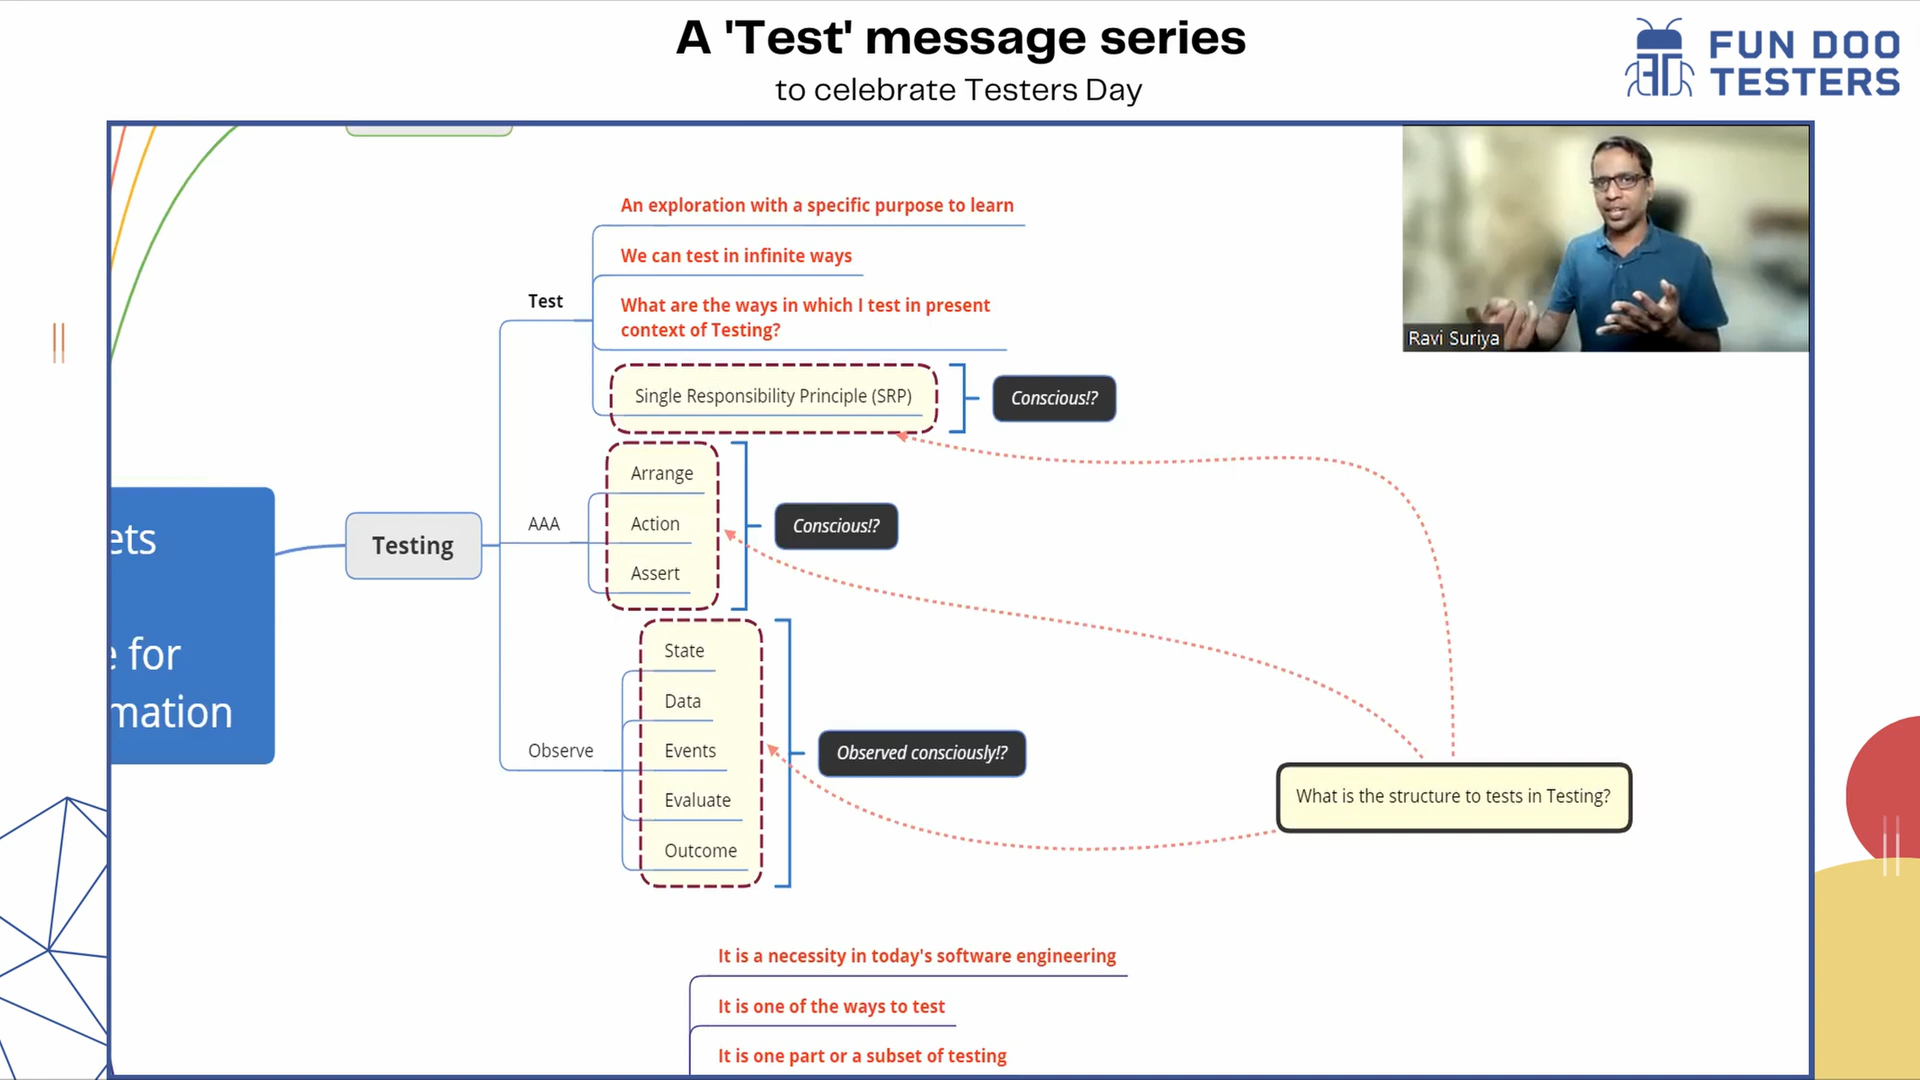 A 'Test' message series
to celebrate Testers Day
FUN DOO
TESTERS
Ravi Suriya
An exploration with a specific purpose to learn
We can test in infinite ways
What are the ways in which I test in present
context of Testing?
Single Responsibility Principle (SRP)
Conscious!?
Test
Arrange
Action
Assert
AAA
Conscious!?
Testing
State
Data
Events
Evaluate
Outcome
Observe
Observed consciously!?
What is the structure to tests in Testing?
ets
e for
mation
It is a necessity in today's software engineering
It is one of the ways to test
It is one part or a subset of testing